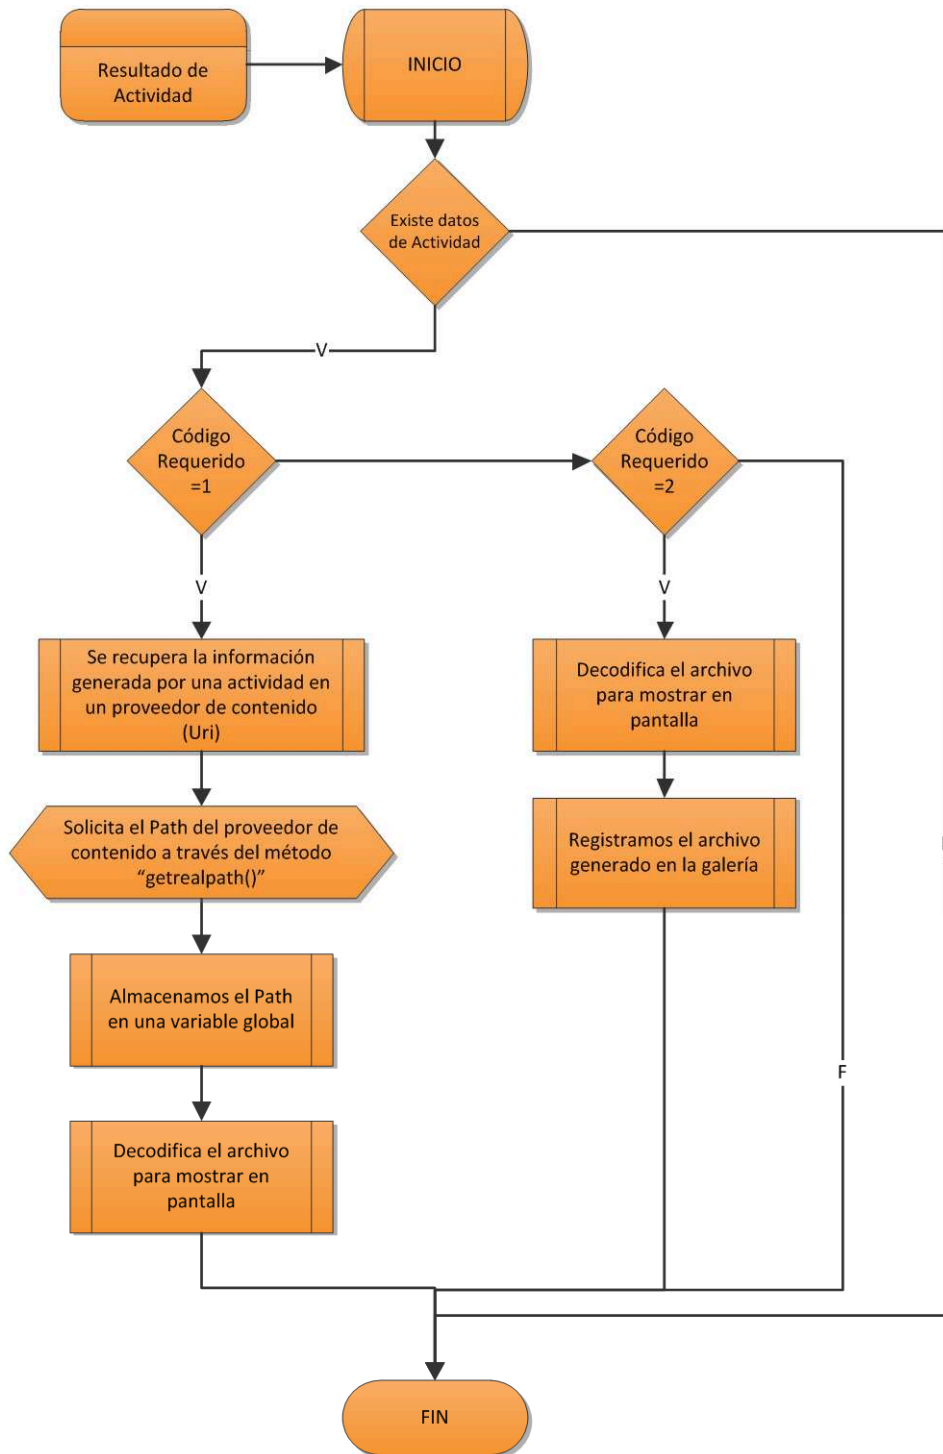 Resultado de
Actividad
INICIO
Existe datos
de Actividad
V
Código
Requerido
=1
Código
Requerido
=2
V
V
Se recupera la información
generada por una actividad en
un proveedor de contenido
(Uri)
Decodifica el archivo
para mostrar en
pantalla
Solicita el Path del proveedor de
contenido a través del método
“getrealpath()”
Registramos el archivo
generado en la galería
Almacenamos el Path
en una variable global
F
Decodifica el archivo
para mostrar en
pantalla
FIN